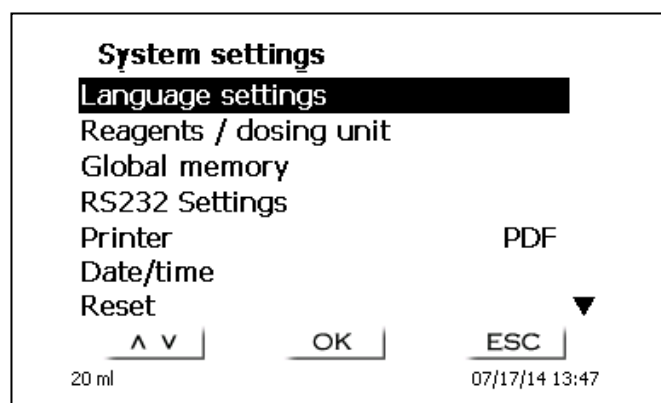 System settings
Language settings
Reagents / dosing unit
Global memory
RS232 Settings
Printer PDF
Date/time
Reset ▼
∧ ∨ OK ESC
20 ml 07/17/14 13:47